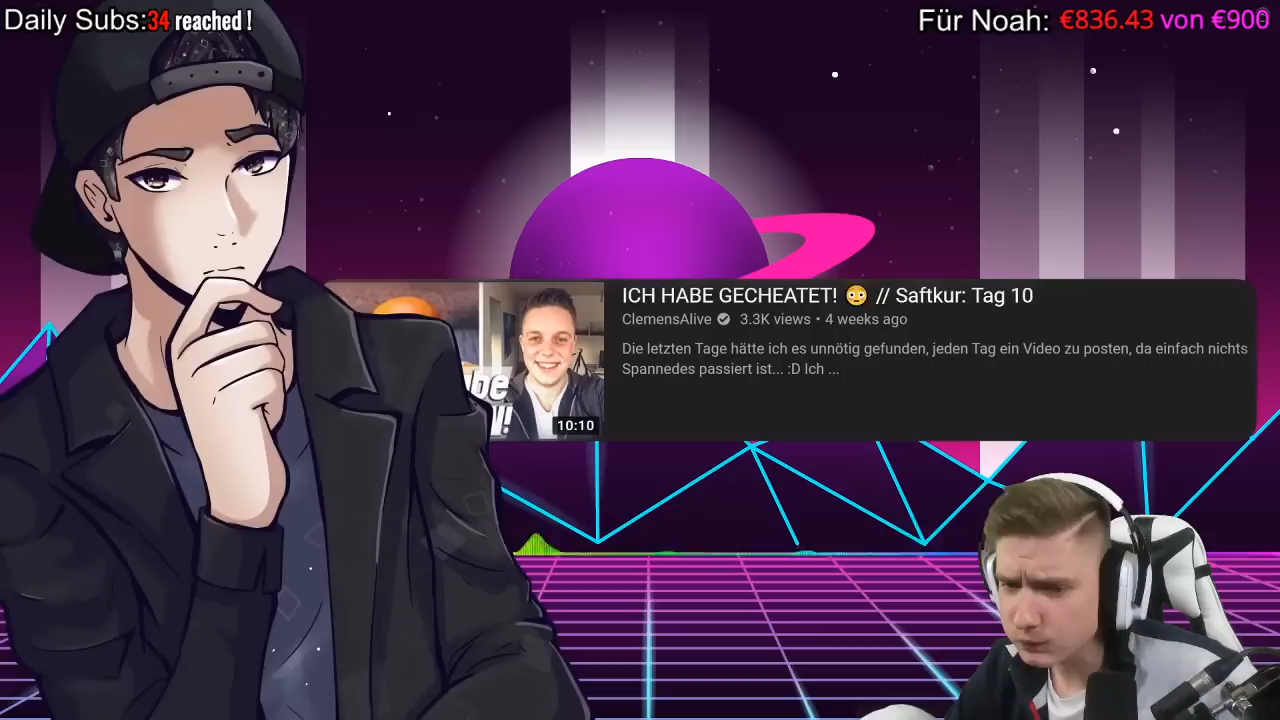 Daily Subs:34 reached !
Für Noah: €836.43 von €900
ICH HABE GECHEATET! 😳 // Saftkur: Tag 10
ClemensAlive 3.3K views • 4 weeks ago
Die letzten Tage hätte ich es unnötig gefunden, jeden Tag ein Video zu posten, da einfach nichts
Spannedes passiert ist... :D Ich ...
10:10